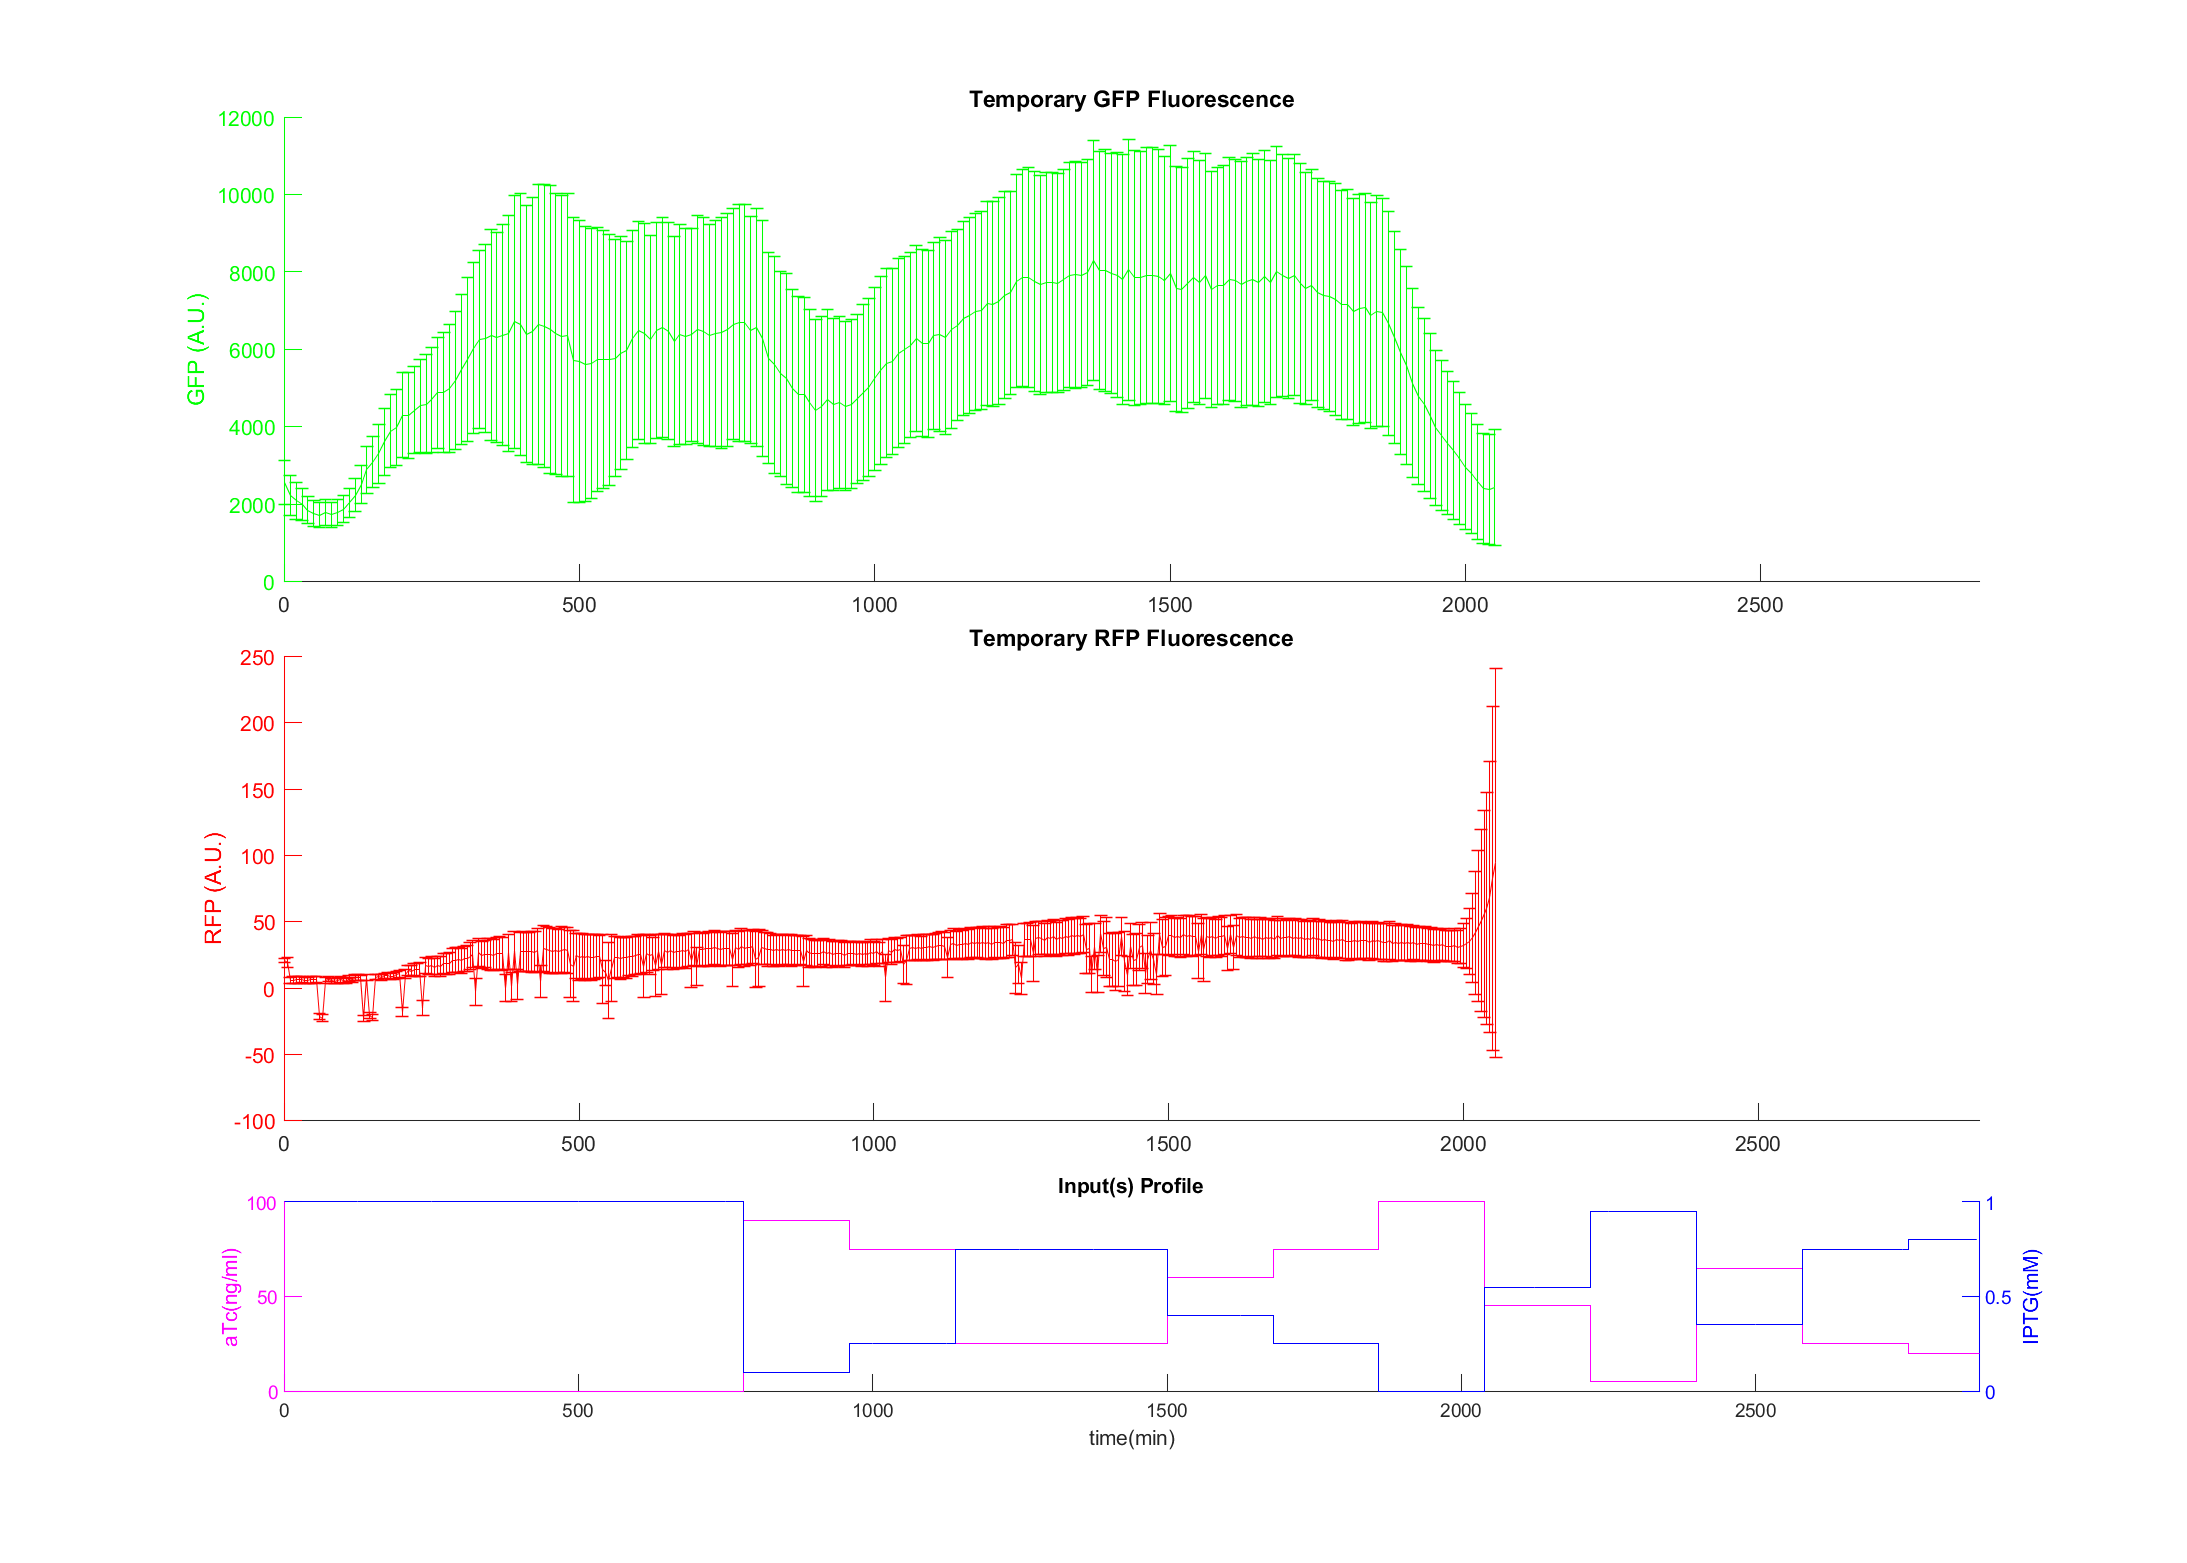 Temporary GFP Fluorescence
12000
10000
8000
6000
4000
2000
0
GFP (A.U.)
0 500 1000 1500 2000 2500
Temporary RFP Fluorescence
250
200
150
100
50
0
-50
-100
RFP (A.U.)
0 500 1000 1500 2000 2500
Input(s) Profile
100
50
0
aTc(ng/ml)
1
0.5
0
IPTG(mM)
0 500 1000 1500 2000 2500
time(min)